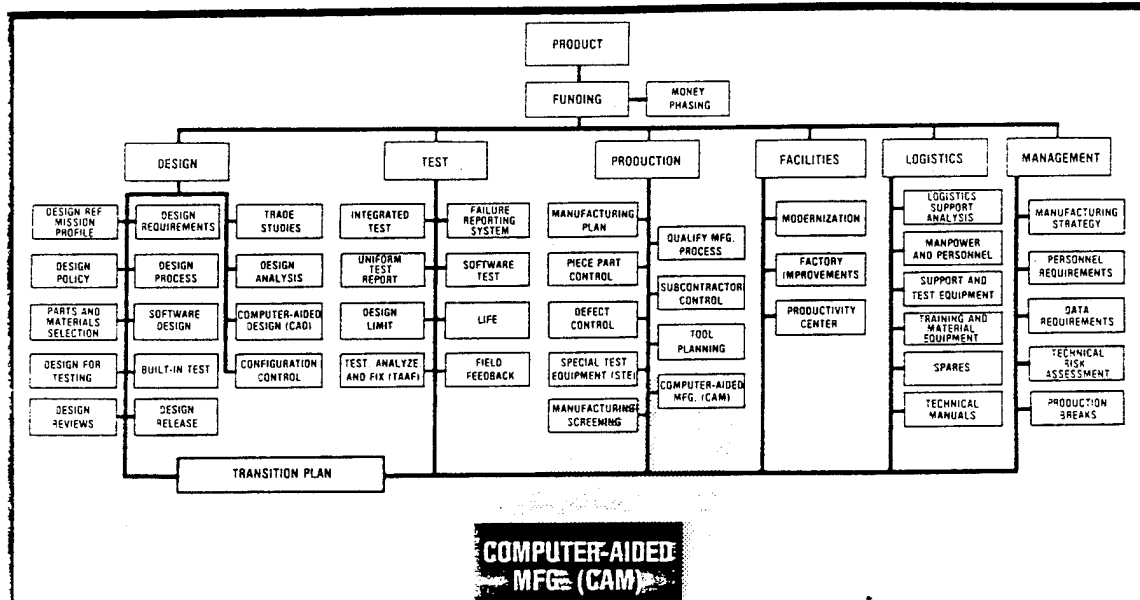 PRODUCT
FUNDING
MONEY
PHASING
DESIGN
TEST
PRODUCTION
FACILITIES
LOGISTICS
MANAGEMENT
DESIGN REF
MISSION
PROFILE
DESIGN
REQUIREMENTS
TRADE
STUDIES
DESIGN
POLICY
DESIGN
PROCESS
DESIGN
ANALYSIS
PARTS AND
MATERIALS
SELECTION
SOFTWARE
DESIGN
COMPUTER-AIDED
DESIGN (CAD)
DESIGN FOR
TESTING
BUILT-IN TEST
CONFIGURATION
CONTROL
DESIGN
REVIEWS
DESIGN
RELEASE
INTEGRATED
TEST
FAILURE
REPORTING
SYSTEM
UNIFORM
TEST
REPORT
SOFTWARE
TEST
DESIGN
LIMIT
LIFE
TEST. ANALYZE
AND FIX (TAAF)
FIELD
FEEDBACK
MANUFACTURING
PLAN
QUALIFY MFG.
PROCESS
PIECE PART
CONTROL
SUBCONTRACTOR
CONTROL
DEFECT
CONTROL
TOOL
PLANNING
SPECIAL TEST
EQUIPMENT (STE)
COMPUTER-AIDED
MFG. (CAM)
MANUFACTURING
SCREENING
MODERNIZATION
FACTORY
IMPROVEMENTS
PRODUCTIVITY
CENTER
LOGISTICS
SUPPORT
ANALYSIS
MANPOWER
AND PERSONNEL
SUPPORT AND
TEST EQUIPMENT
TRAINING AND
MATERIAL
EQUIPMENT
SPARES
TECHNICAL
MANUALS
MANUFACTURING
STRATEGY
PERSONNEL
REQUIREMENTS
DATA
REQUIREMENTS
TECHNICAL
RISK
ASSESSMENT
PRODUCTION
BREAKS
TRANSITION PLAN
COMPUTER-AIDED
MFG. (CAM)